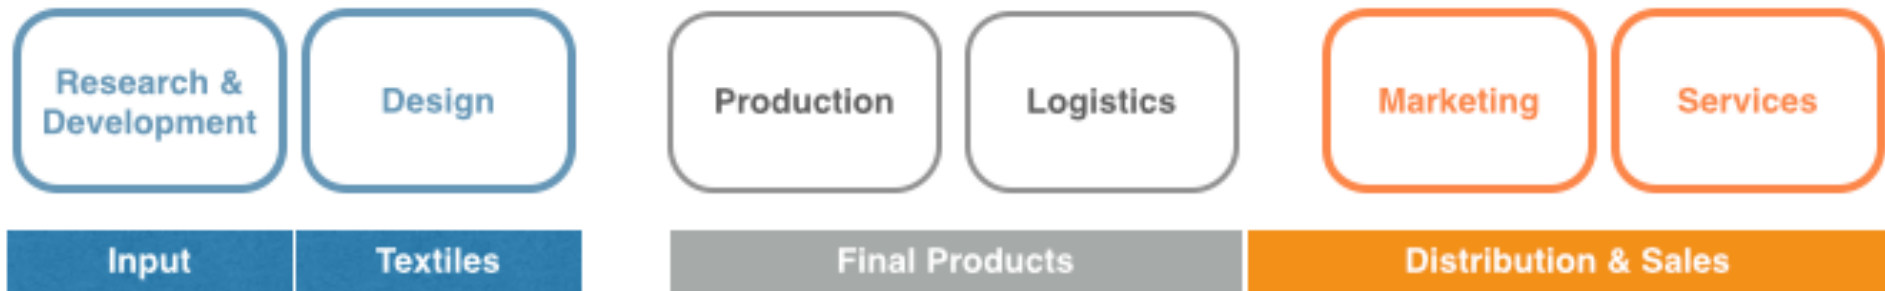 Research &
Development
Design
Production
Logistics
Marketing
Services
Input
Textiles
Final Products
Distribution & Sales